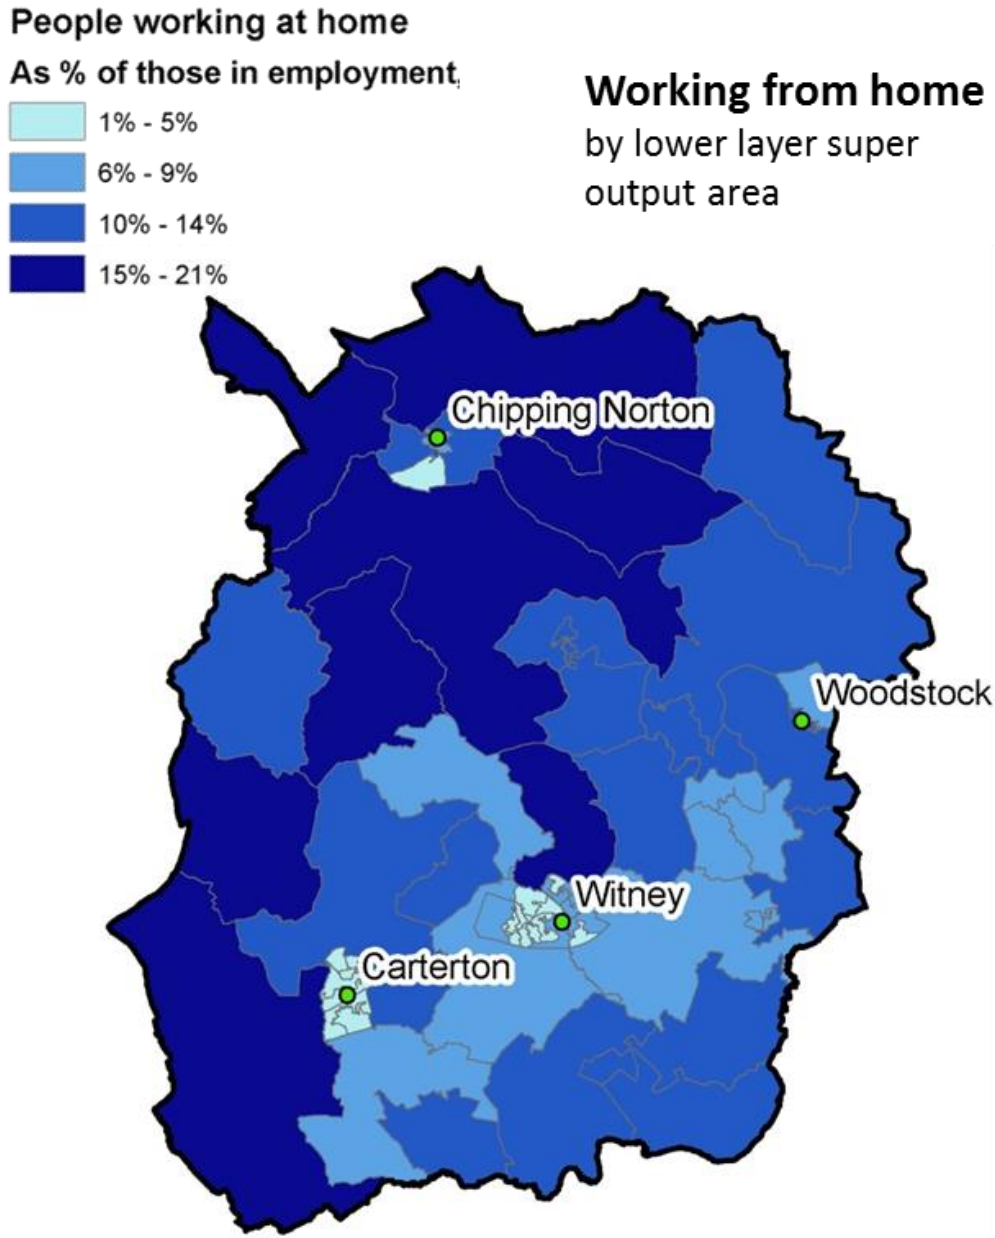 People working at home
As % of those in employment,
1% - 5%
6% - 9%
10% - 14%
15% - 21%
Working from home
by lower layer super
output area
Chipping Norton
Woodstock
Witney
Carterton